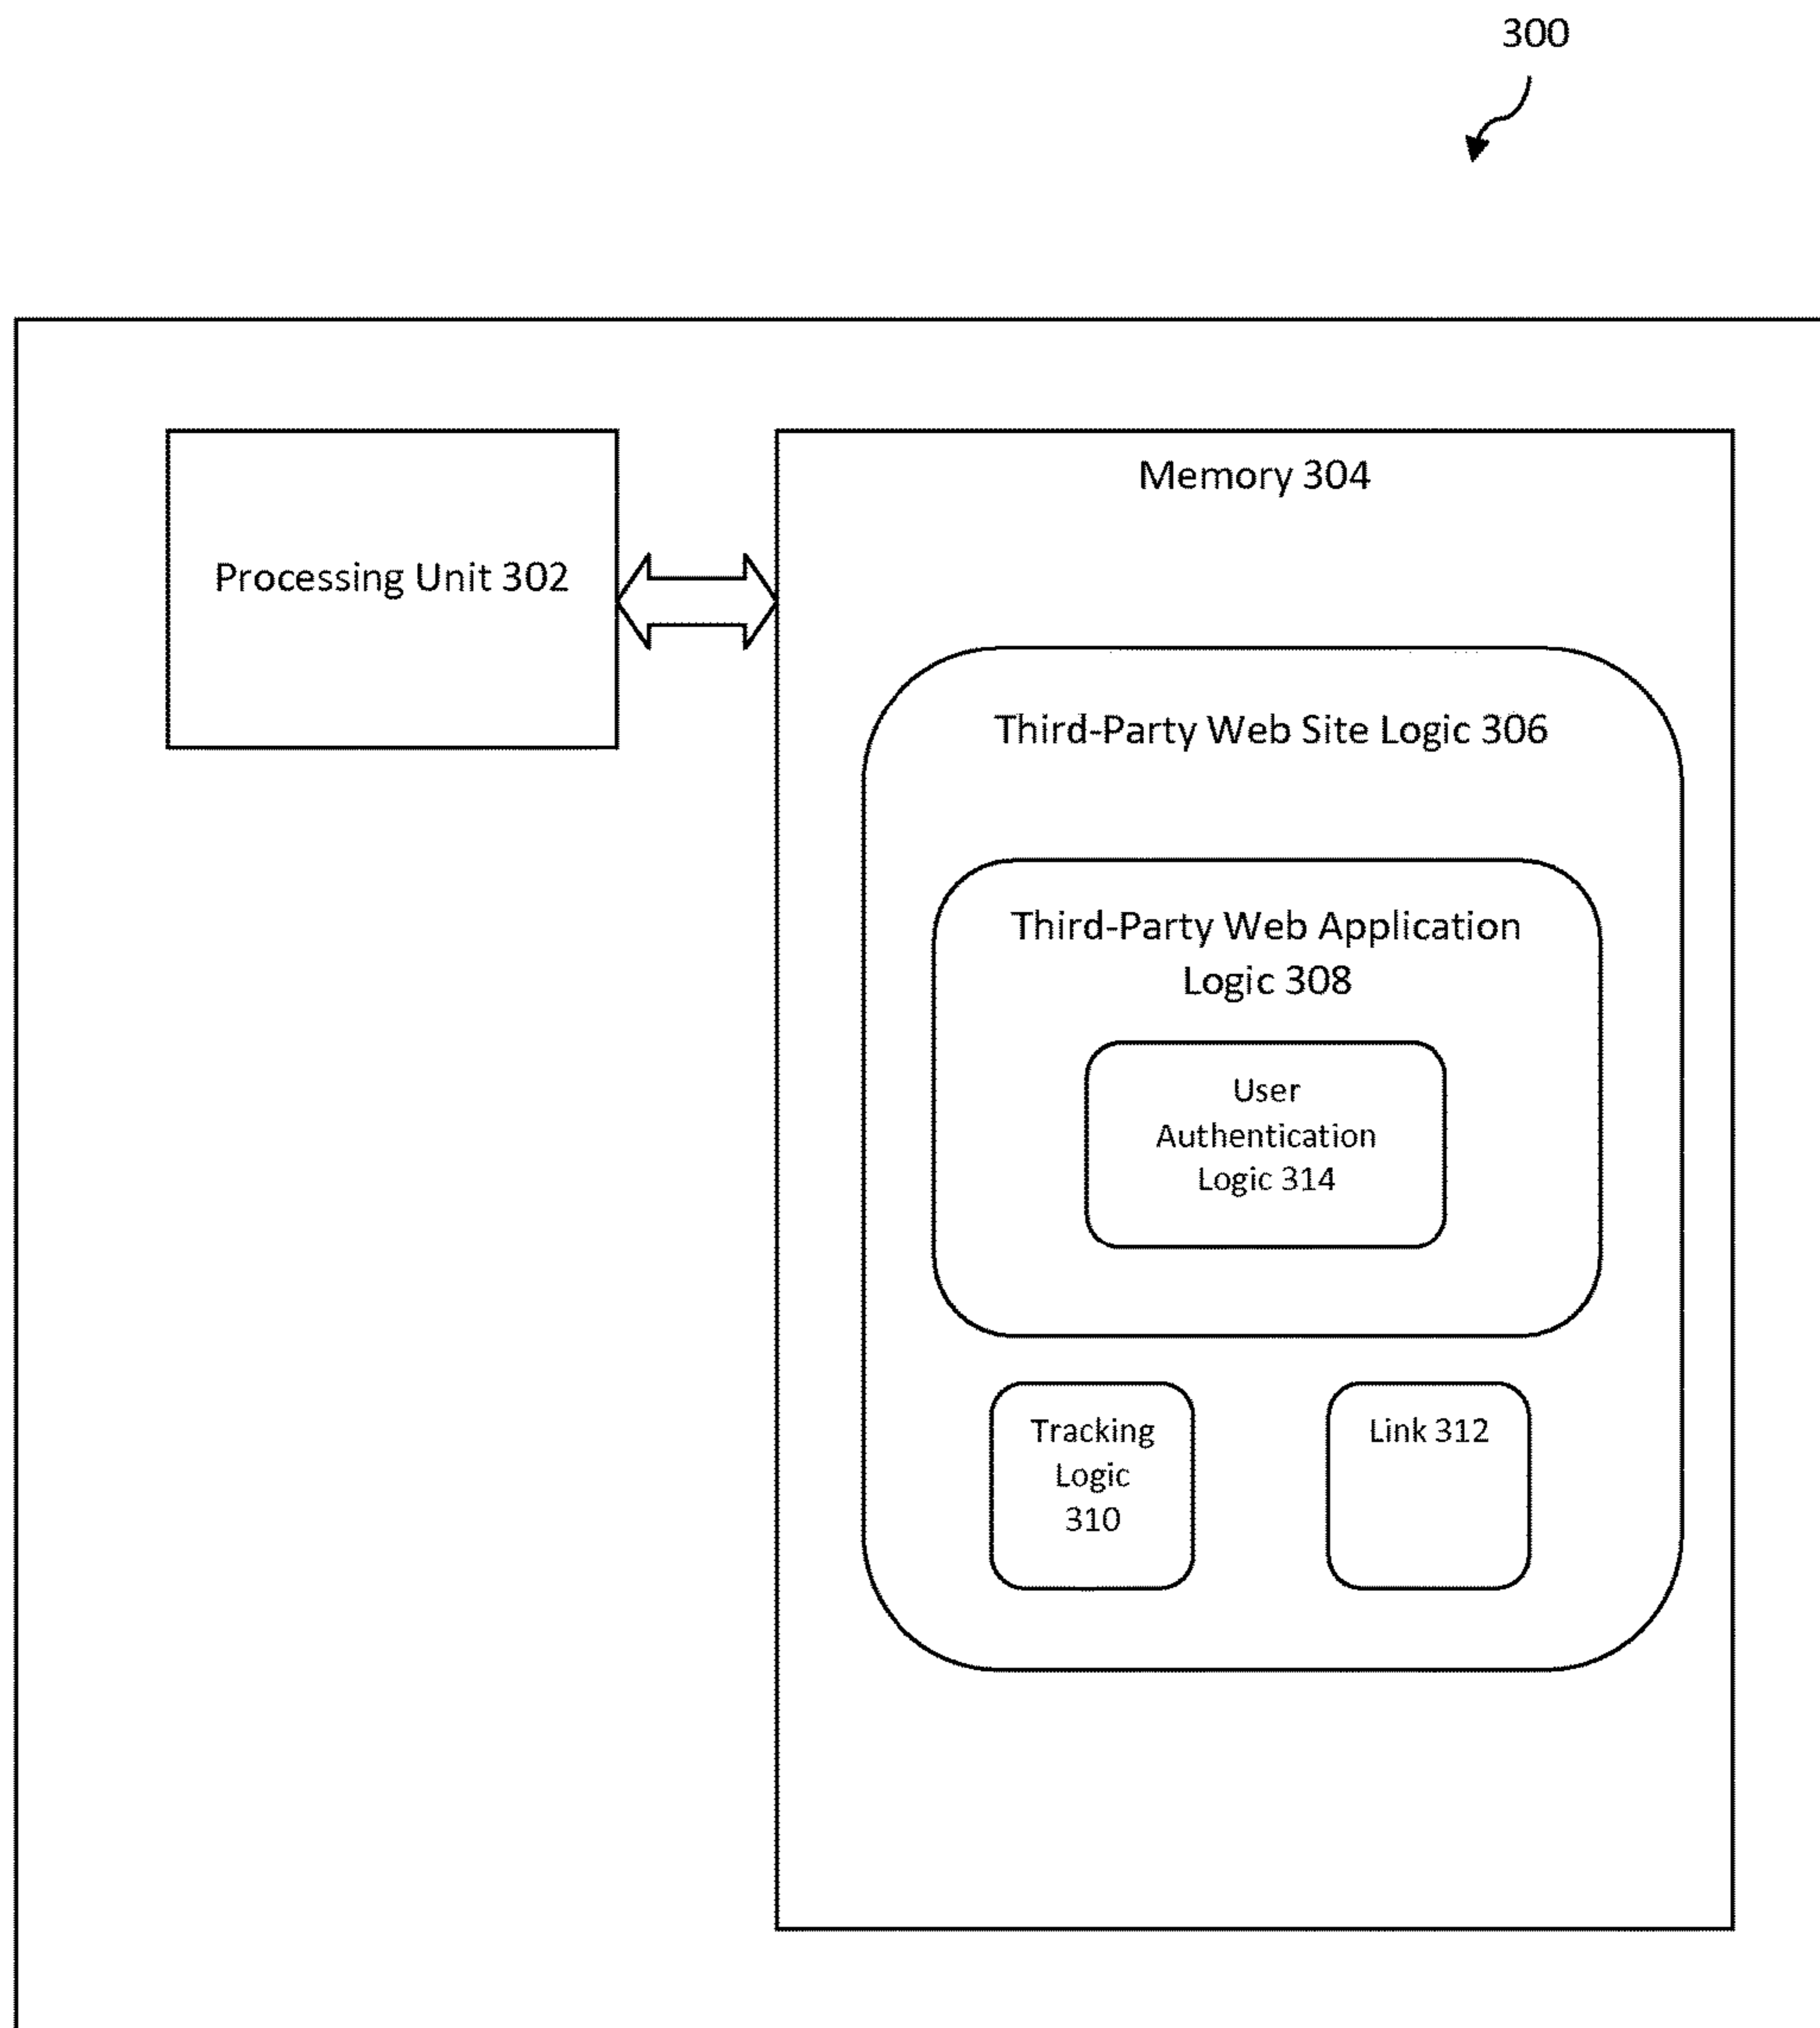 300
Memory 304
Processing Unit 302
Third-Party Web Site Logic 306
Third-Party Web Application
Logic 308
User
Authentication
Logic 314
Tracking
Logic
310
Link 312